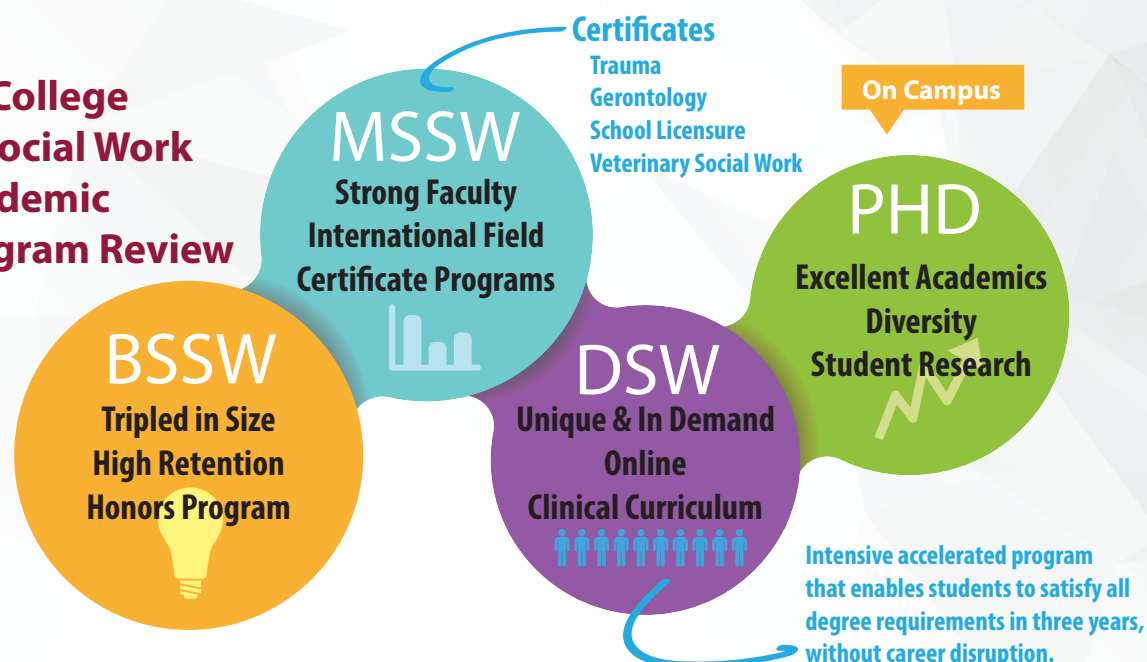 College
ocial Work
demic
gram Review
BSSW
Tripled in Size
High Retention
Honors Program
MSSW
Strong Faculty
International Field
Certificate Programs
Certificates
Trauma
Gerontology
School Licensure
Veterinary Social Work
DSW
Unique & In Demand
Online
Clinical Curriculum
Intensive accelerated program
that enables students to satisfy all
degree requirements in three years,
without career disruption.
On Campus
PHD
Excellent Academics
Diversity
Student Research